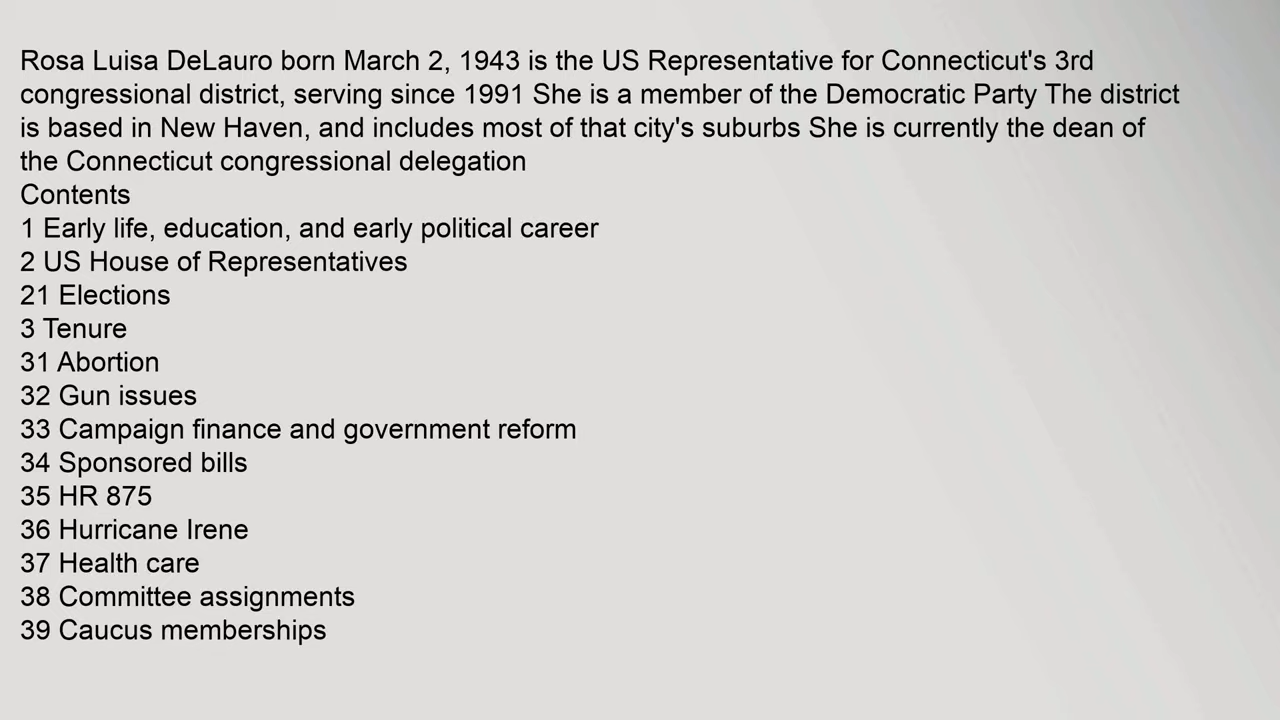 Rosa Luisa DeLauro born March 2, 1943 is the US Representative for Connecticut's 3rd
congressional district, serving since 1991 She is a member of the Democratic Party The district
is based in New Haven, and includes most of that city's suburbs She is currently the dean of
the Connecticut congressional delegation
Contents
1 Early life, education, and early political career
2 US House of Representatives
21 Elections
3 Tenure
31 Abortion
32 Gun issues
33 Campaign finance and government reform
34 Sponsored bills
35 HR 875
36 Hurricane Irene
37 Health care
38 Committee assignments
39 Caucus memberships